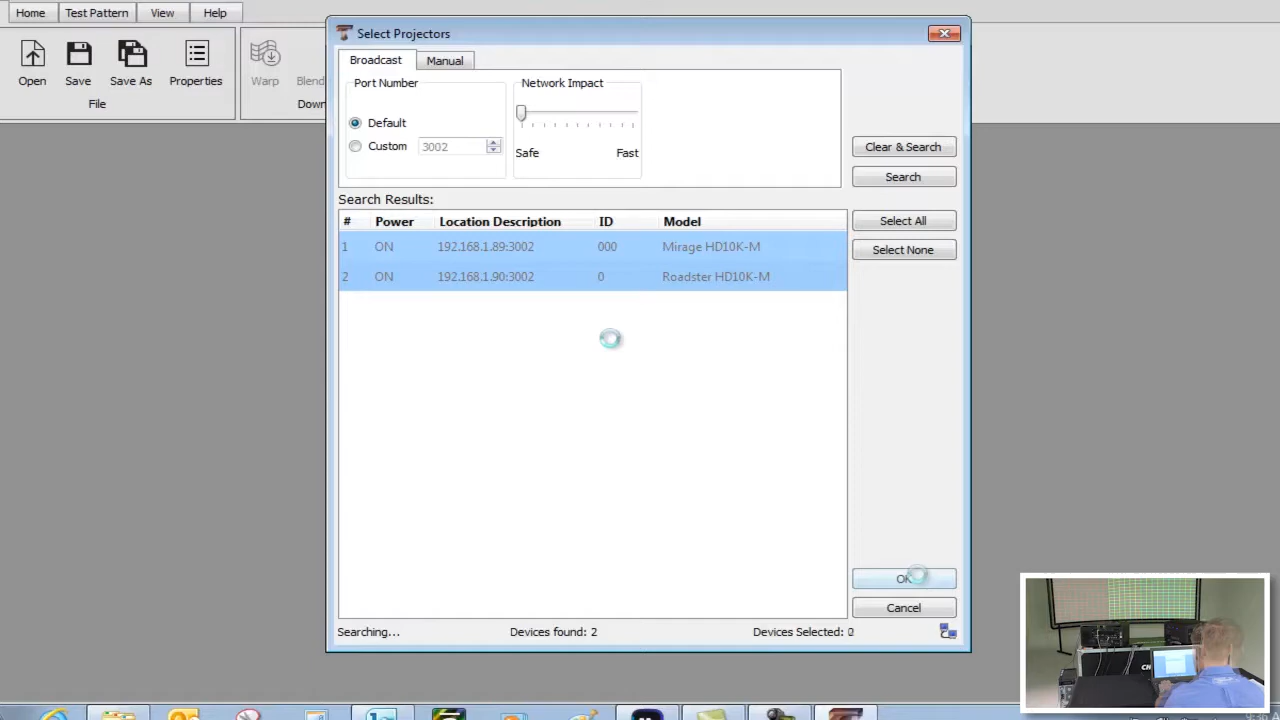 Home Test Pattern View Help
Select Projectors
Open Save Save As Properties Warp Blend
File Down
Broadcast Manual
Port Number Network Impact
Default
Custom 3002
Safe Fast
Clear & Search
Search
Search Results:
Select All
Select None
# Power Location Description ID Model
1 ON 192.168.1.89:3002 000 Mirage HD10K-M
2 ON 192.168.1.90:3002 0 Roadster HD10K-M
OK
Cancel
Searching... Devices found: 2 Devices Selected: 0